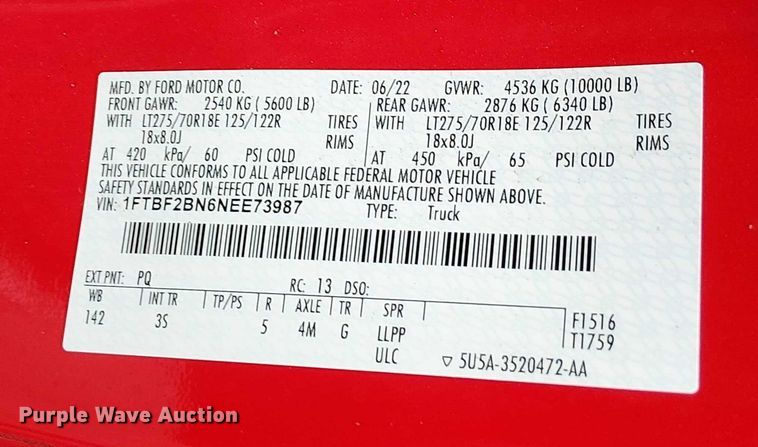 MFD. BY FORD MOTOR CO. DATE: 06/22 GVWR: 4536 KG (10000 LB)
FRONT GAWR: 2540 KG ( 5600 LB) REAR GAWR: 2876 KG ( 6340 LB)
WITH LT275/70R18E 125/122R TIRES WITH LT275/70R18E 125/122R TIRES
18x8.0J RIMS 18x8.0J RIMS
AT 420 kPa/ 60 PSI COLD AT 450 kPa/ 65 PSI COLD
THIS VEHICLE CONFORMS TO ALL APPLICABLE FEDERAL MOTOR VEHICLE
SAFETY STANDARDS IN EFFECT ON THE DATE OF MANUFACTURE SHOWN ABOVE.
VIN: 1FTBF2BN6NEE73987 TYPE: Truck
EXT PNT: PQ RC: 13 DSO:
WB INT TR TP/PS R AXLE TR SPR F1516
142 3S 5 4M G LLPP T1759
ULC ▽ 5U5A-3520472-AA
Purple Wave Auction